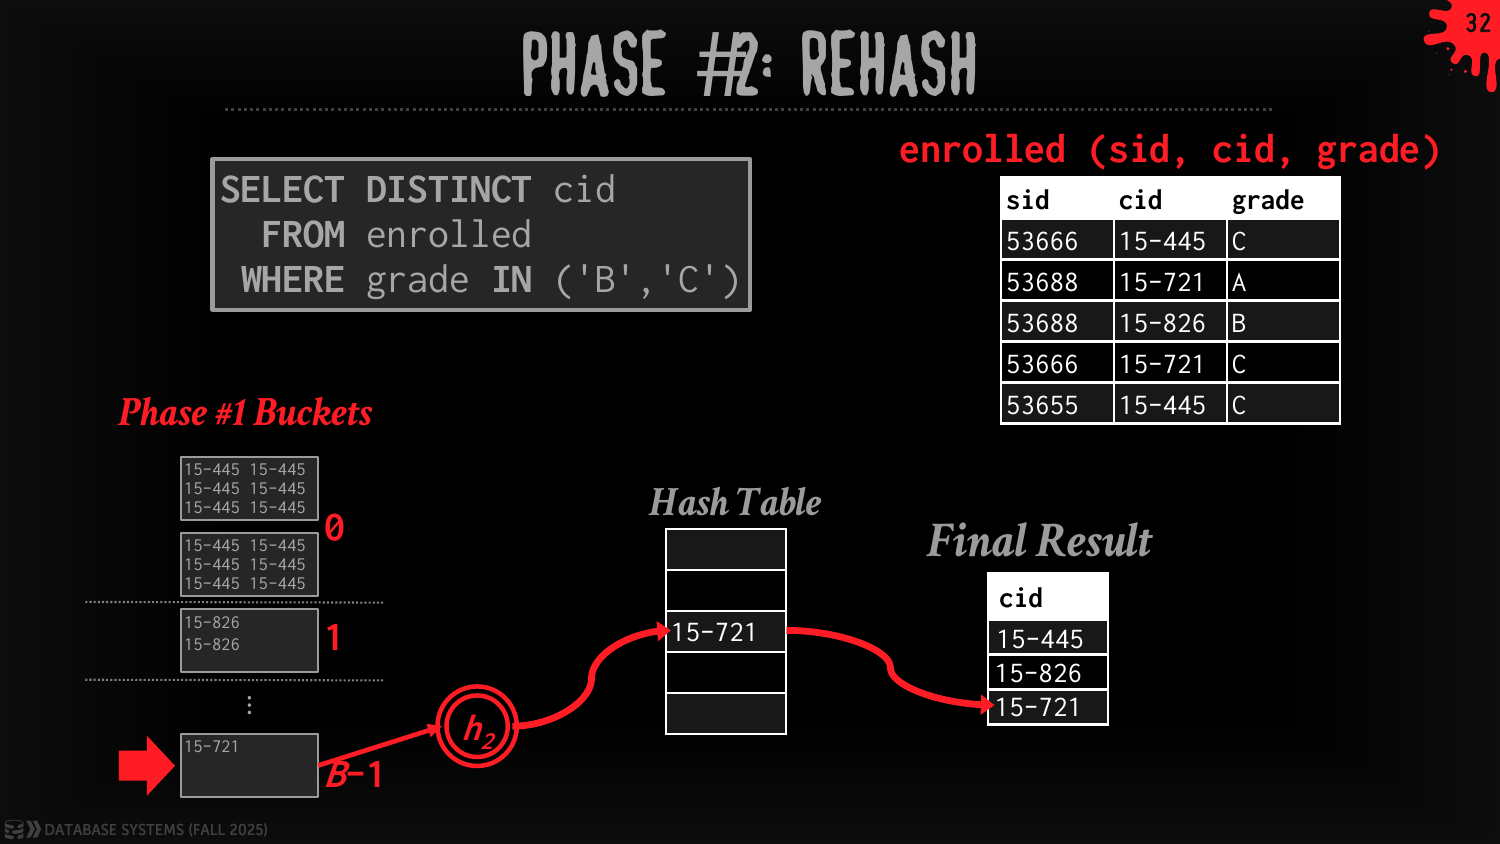 32
PHASE #2: REHASH
SELECT DISTINCT cid
FROM enrolled
WHERE grade IN ('B','C')
enrolled (sid, cid, grade)
sid cid grade
53666 15-445 C
53688 15-721 A
53688 15-826 B
53666 15-721 C
53655 15-445 C
Phase #1 Buckets
15-445 15-445
15-445 15-445
15-445 15-445
0
15-445 15-445
15-445 15-445
15-445 15-445
15-826
15-826
1
⋮
15-721
B-1
h2
Hash Table
15-721
Final Result
cid
15-445
15-826
15-721
DATABASE SYSTEMS (FALL 2025)